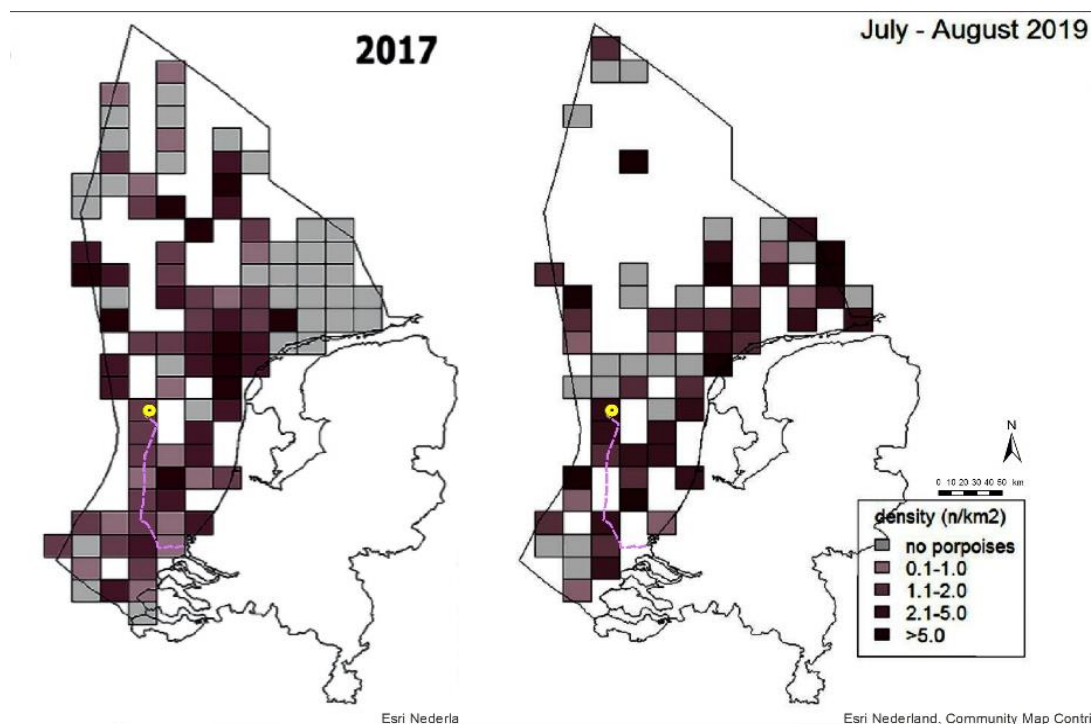 2017
July - August 2019
N
0 10 20 30 40 50 km
density (n/km2)
no porpoises
0.1-1.0
1.1-2.0
2.1-5.0
>5.0
Esri Nederla
Esri Nederland, Community Map Contri